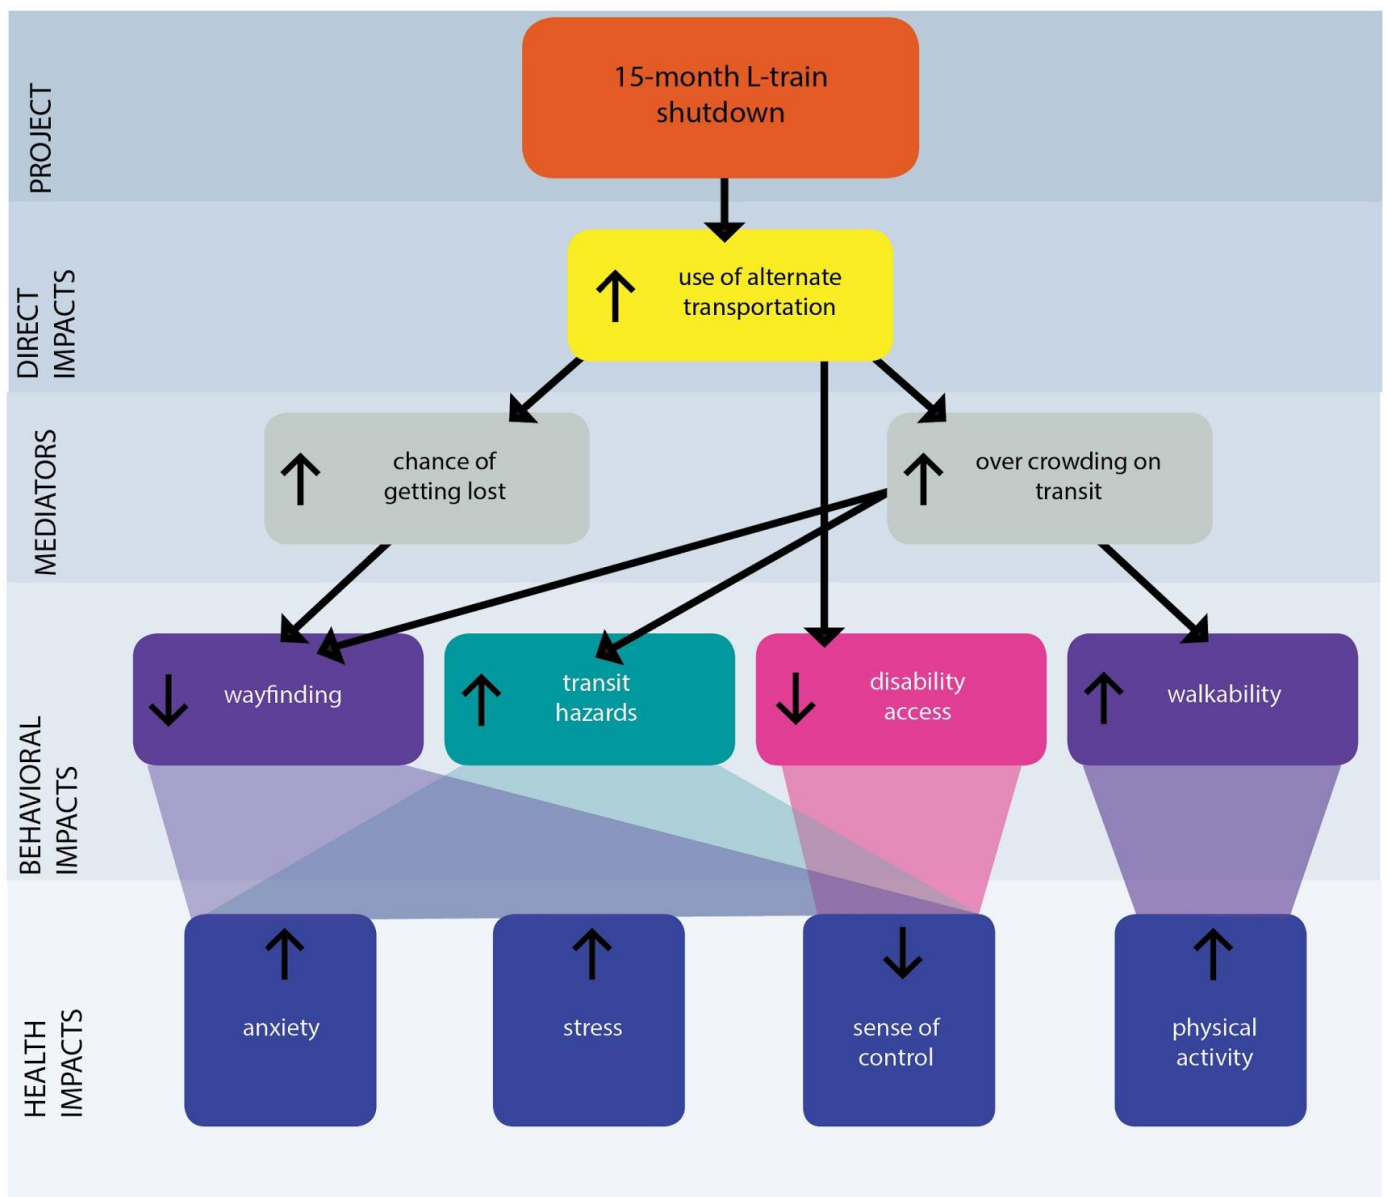 PROJECT
15-month L-train
shutdown
DIRECT
IMPACTS
use of alternate
transportation
MEDIATORS
chance of
getting lost
over crowding on
transit
BEHAVIORAL
IMPACTS
wayfinding
transit
hazards
disability
access
walkability
HEALTH
IMPACTS
anxiety
stress
sense of
control
physical
activity